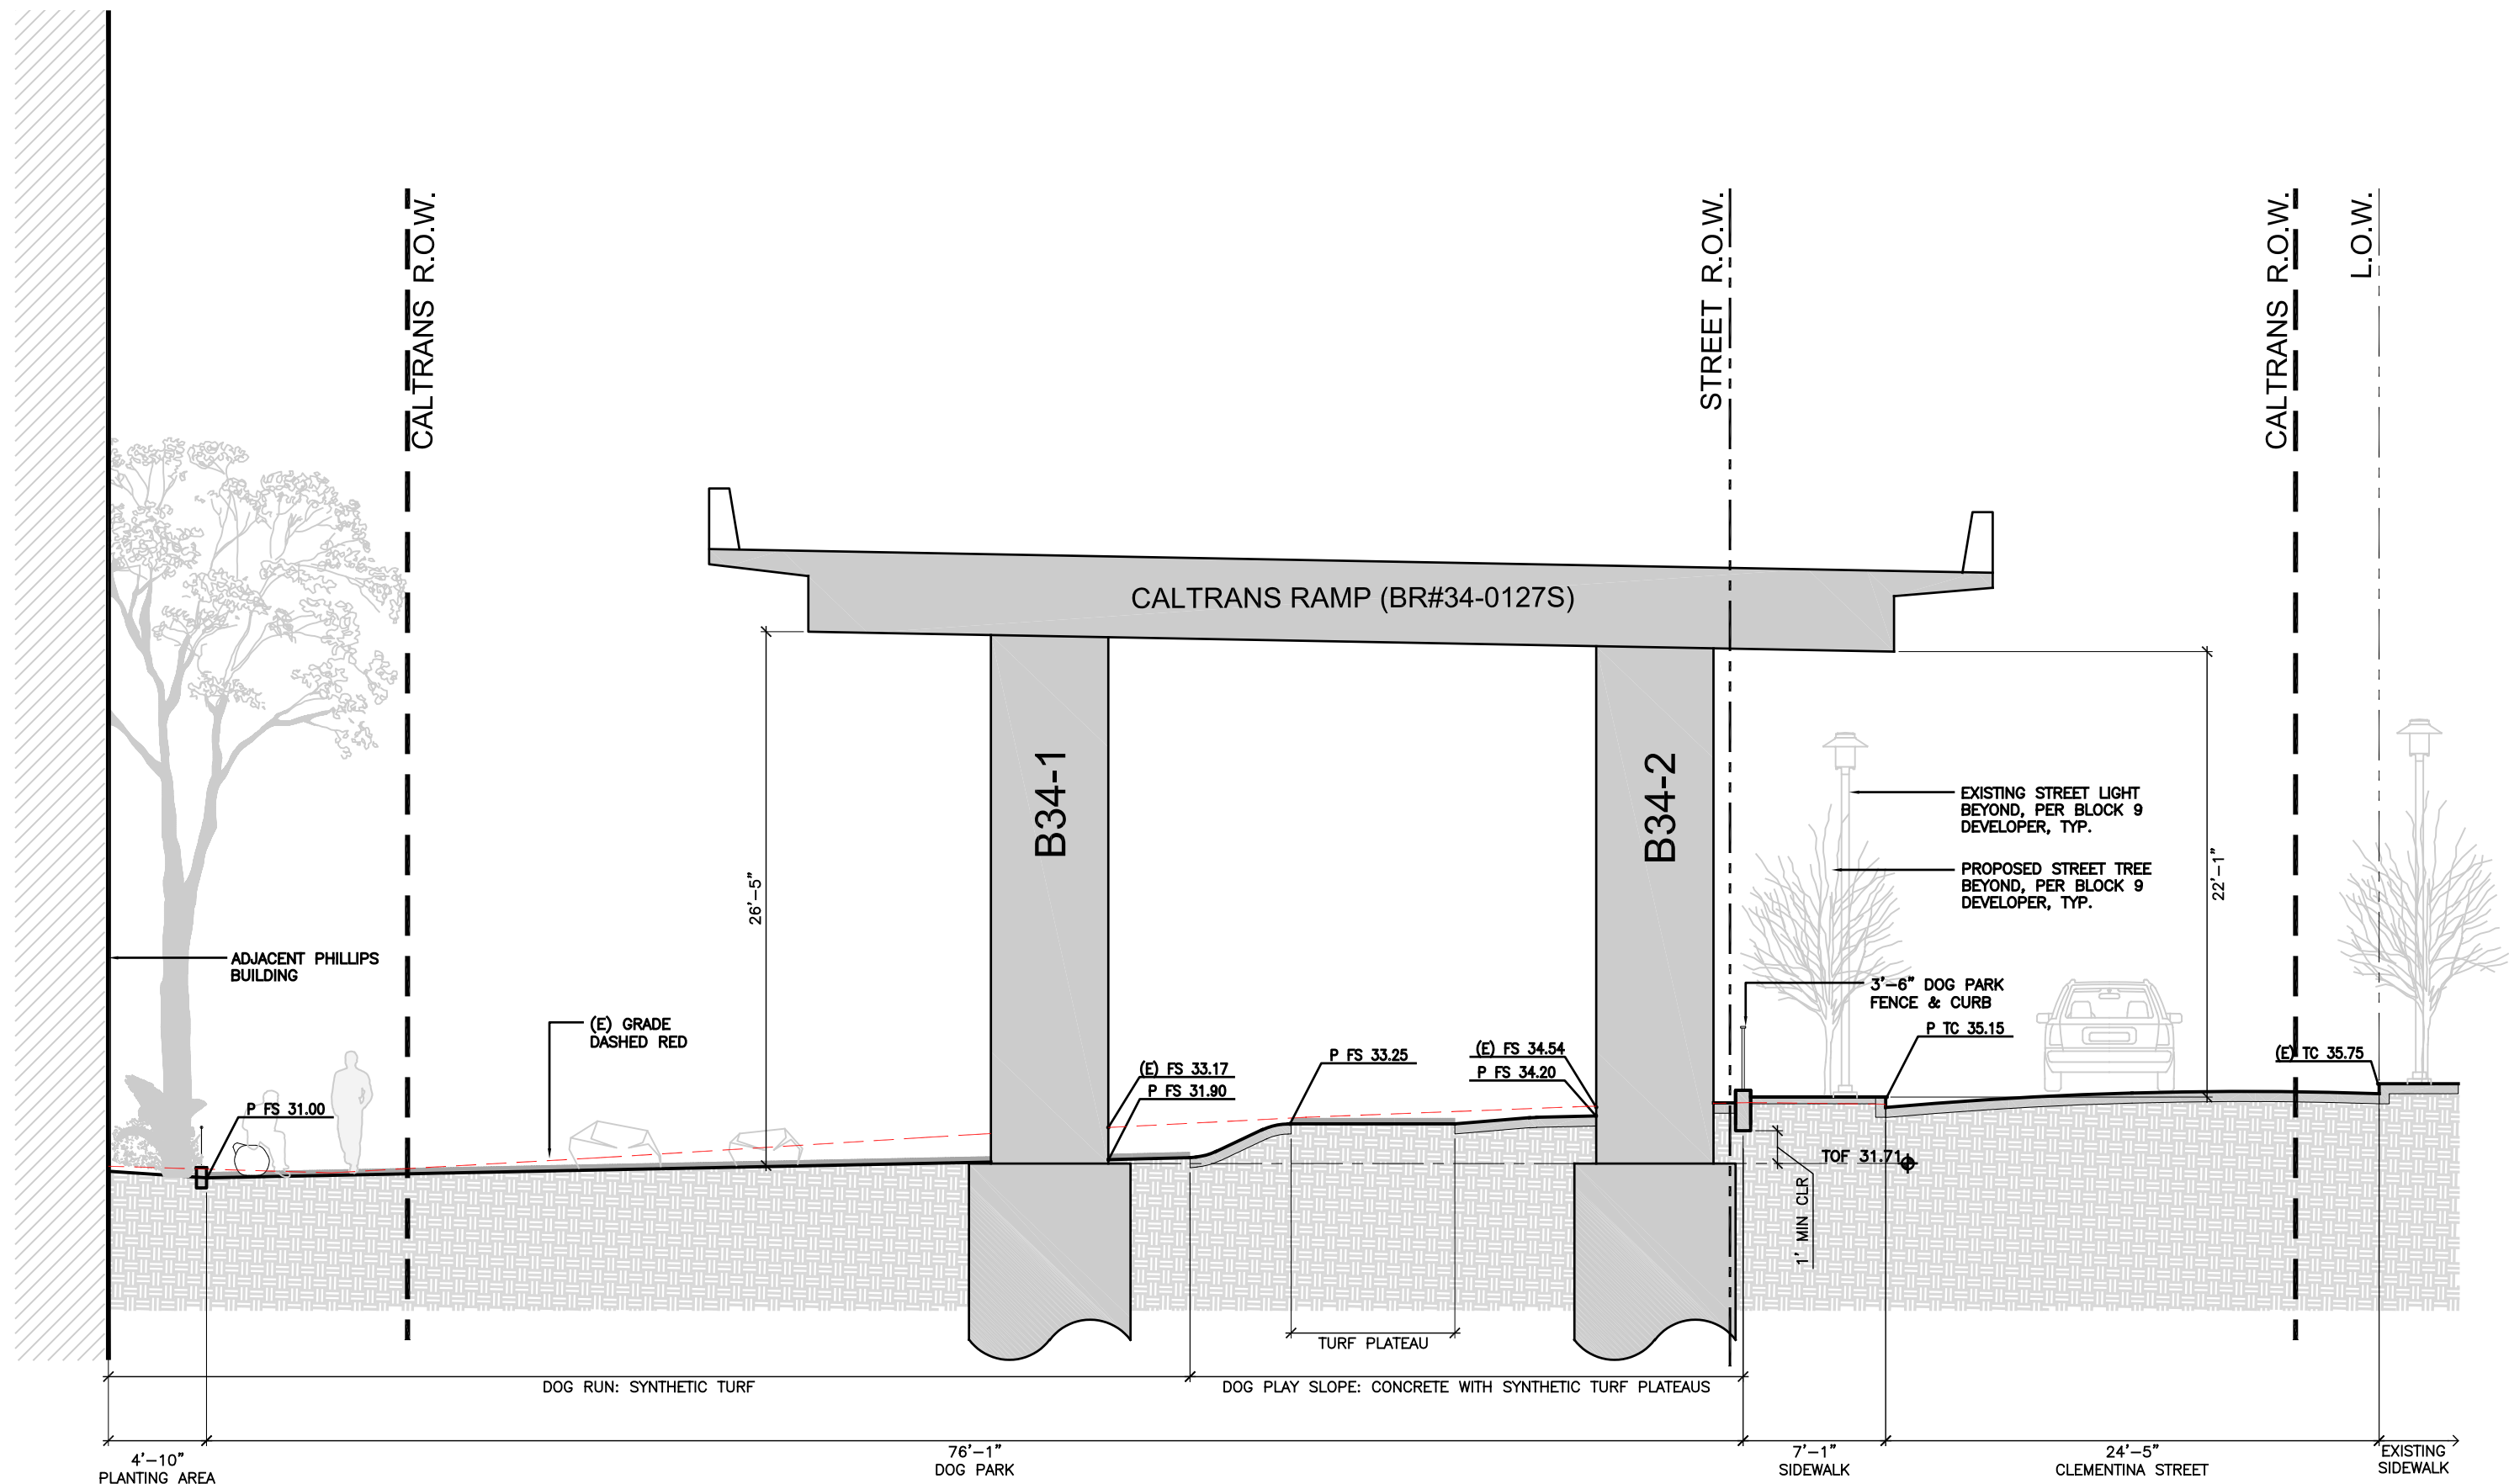 CALTRANS R.O.W.
STREET R.O.W.
CALTRANS R.O.W.
L.O.W.
CALTRANS RAMP (BR#34-0127S)
B34-1
B34-2
26'-5"
22'-1"
EXISTING STREET LIGHT
BEYOND, PER BLOCK 9
DEVELOPER, TYP.
PROPOSED STREET TREE
BEYOND, PER BLOCK 9
DEVELOPER, TYP.
ADJACENT PHILLIPS
BUILDING
3'-6" DOG PARK
FENCE & CURB
(E) GRADE
DASHED RED
P TC 35.15
(E) FS 33.17
P FS 31.90
P FS 33.25
(E) FS 34.54
P FS 34.20
(E) TC 35.75
P FS 31.00
TOF 31.71
1' MIN CLR
TURF PLATEAU
DOG RUN: SYNTHETIC TURF
DOG PLAY SLOPE: CONCRETE WITH SYNTHETIC TURF PLATEAUS
4'-10"
PLANTING AREA
76'-1"
DOG PARK
7'-1"
SIDEWALK
24'-5"
CLEMENTINA STREET
EXISTING
SIDEWALK